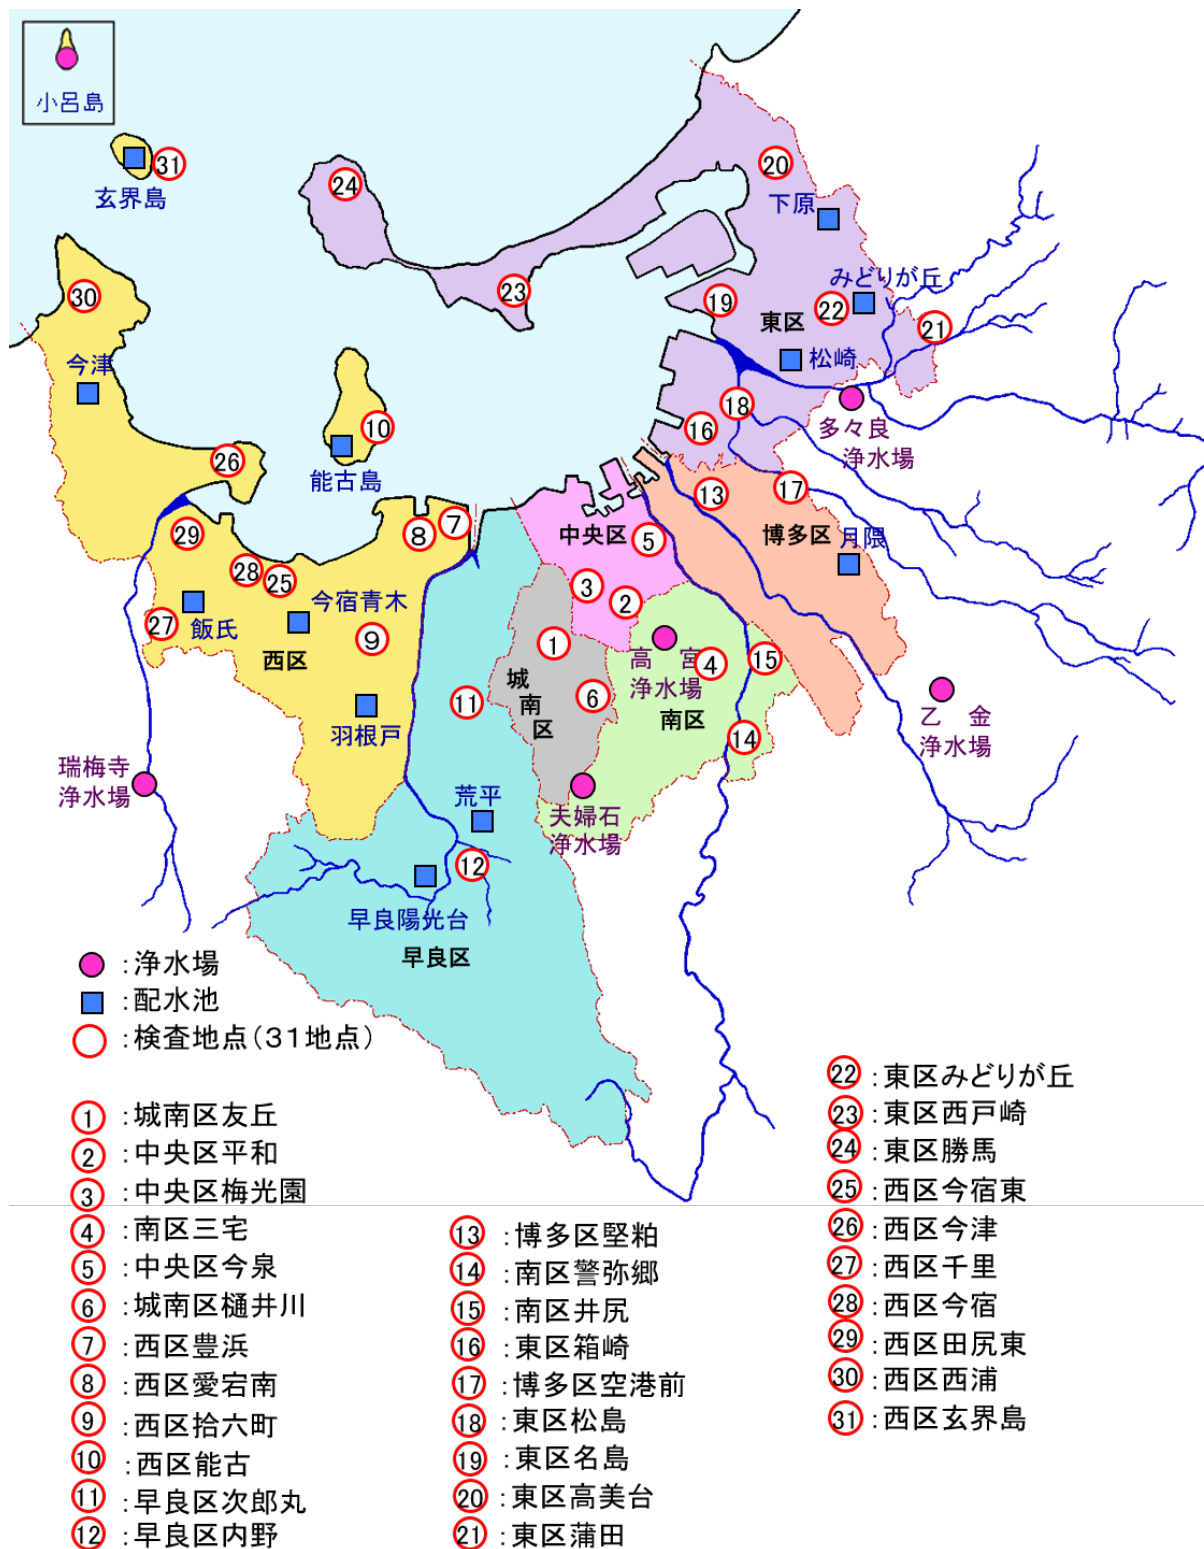 小呂島
31
玄界島
24
20
下原
30
23
19
みどりが丘
22
東区
21
今津
松崎
10
18
16
多々良
浄水場
26
能古島
13
17
29
8
7
中央区
5
博多区
月隈
28
25
3
2
27
飯氏
今宿青木
9
西区
1
高宮
浄水場
4
15
城南区
6
11
南区
羽根戸
14
乙金
浄水場
瑞梅寺
浄水場
荒平
夫婦石
浄水場
12
早良陽光台
早良区
:浄水場
:配水池
:検査地点(31地点)
1:城南区友丘
2:中央区平和
3:中央区梅光園
4:南区三宅
5:中央区今泉
6:城南区樋井川
7:西区豊浜
8:西区愛宕南
9:西区拾六町
10:西区能古
11:早良区次郎丸
12:早良区内野
13:博多区堅粕
14:南区警弥郷
15:南区井尻
16:東区箱崎
17:博多区空港前
18:東区松島
19:東区名島
20:東区高美台
21:東区蒲田
22:東区みどりが丘
23:東区西戸崎
24:東区勝馬
25:西区今宿東
26:西区今津
27:西区千里
28:西区今宿
29:西区田尻東
30:西区西浦
31:西区玄界島